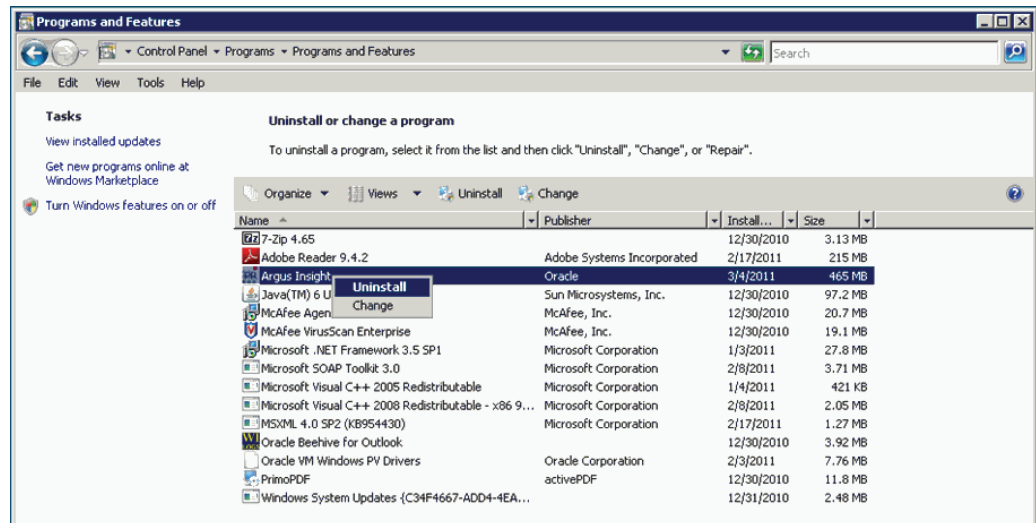 Programs and Features
Control Panel Programs Programs and Features
Search
File Edit View Tools Help
Tasks
View installed updates
Get new programs online at
Windows Marketplace
Turn Windows features on or off
Uninstall or change a program
To uninstall a program, select it from the list and then click "Uninstall", "Change", or "Repair".
Organize Views Uninstall Change
Name Publisher Install... Size
7-Zip 4.65 12/30/2010 3.13 MB
Adobe Reader 9.4.2 Adobe Systems Incorporated 2/17/2011 215 MB
Argus Insight Oracle 3/4/2011 465 MB
Uninstall
Change
Java(TM) 6 U Sun Microsystems, Inc. 12/30/2010 97.2 MB
McAfee Agen McAfee, Inc. 12/30/2010 20.7 MB
McAfee VirusScan Enterprise McAfee, Inc. 12/30/2010 19.1 MB
Microsoft .NET Framework 3.5 SP1 Microsoft Corporation 1/3/2011 27.8 MB
Microsoft SOAP Toolkit 3.0 Microsoft Corporation 2/8/2011 3.71 MB
Microsoft Visual C++ 2005 Redistributable Microsoft Corporation 1/4/2011 421 KB
Microsoft Visual C++ 2008 Redistributable - x86 9... Microsoft Corporation 2/8/2011 2.05 MB
MSXML 4.0 SP2 (KB954430) Microsoft Corporation 2/17/2011 1.27 MB
Oracle Beehive for Outlook 12/30/2010 3.92 MB
Oracle VM Windows PV Drivers Oracle Corporation 2/3/2011 7.76 MB
PrimoPDF activePDF 12/30/2010 11.8 MB
Windows System Updates {C34F4667-ADD4-4EA... 12/31/2010 2.48 MB